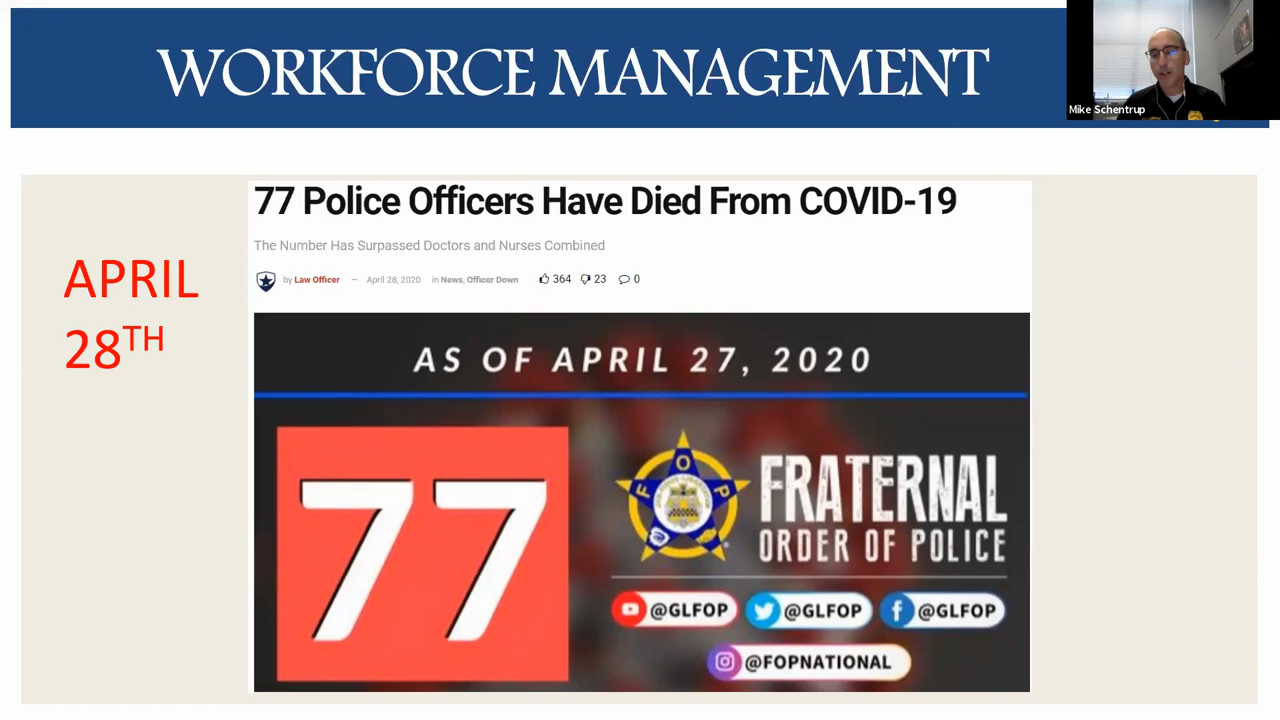 WORKFORCE MANAGEMENT
Mike Schentrup
77 Police Officers Have Died From COVID-19
The Number Has Surpassed Doctors and Nurses Combined
by Law Officer — April 28, 2020 in News, Officer Down 364 23 0
APRIL
28TH
AS OF APRIL 27, 2020
77
F O P
FRATERNAL
ORDER OF POLICE
@GLFOP @GLFOP @GLFOP
@FOPNATIONAL